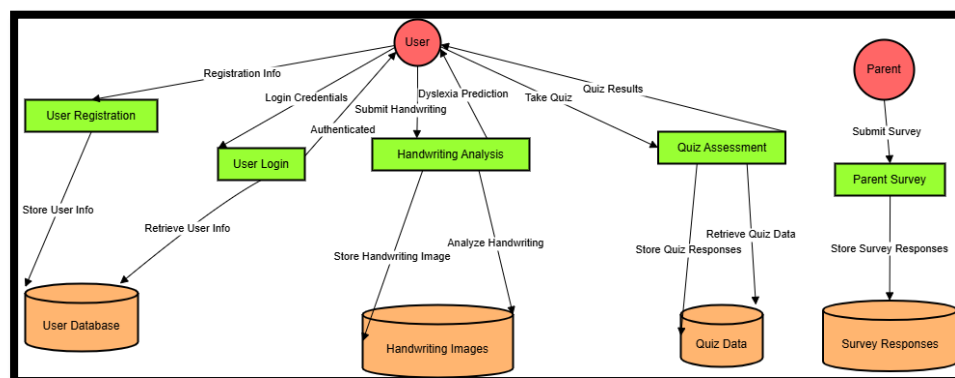 User
Parent
Registration Info
Quiz Results
Login Credentials
Dyslexia Prediction
Take Quiz
Submit Handwriting
User Registration
Authenticated
Submit Survey
User Login
Handwriting Analysis
Quiz Assessment
Parent Survey
Store User Info
Retrieve User Info
Analyze Handwriting
Retrieve Quiz Data
Store Handwriting Image
Store Quiz Responses
Store Survey Responses
User Database
Handwriting Images
Quiz Data
Survey Responses